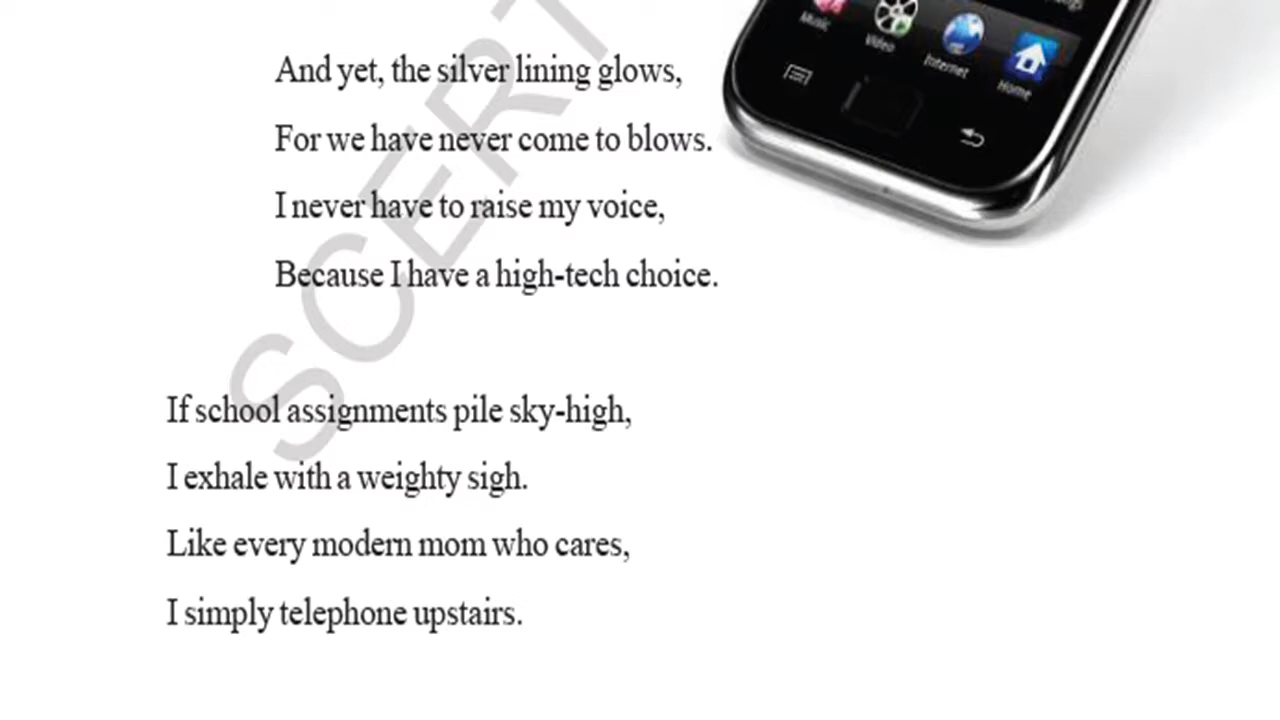 And yet, the silver lining glows,
For we have never come to blows.
I never have to raise my voice,
Because I have a high-tech choice.
If school assignments pile sky-high,
I exhale with a weighty sigh.
Like every modern mom who cares,
I simply telephone upstairs.
SCERT
Music Video Internet Home